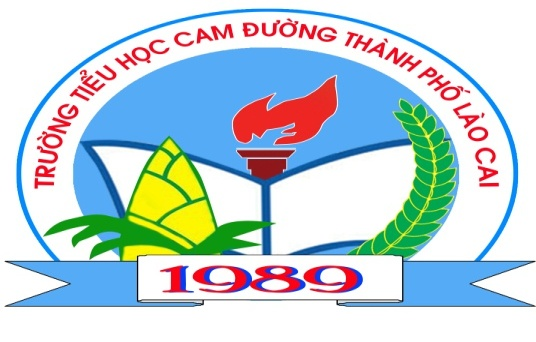 TRƯỜNG TIỂU HỌC CAM ĐƯỜNG THÀNH PHỐ LÀO CAI
1989